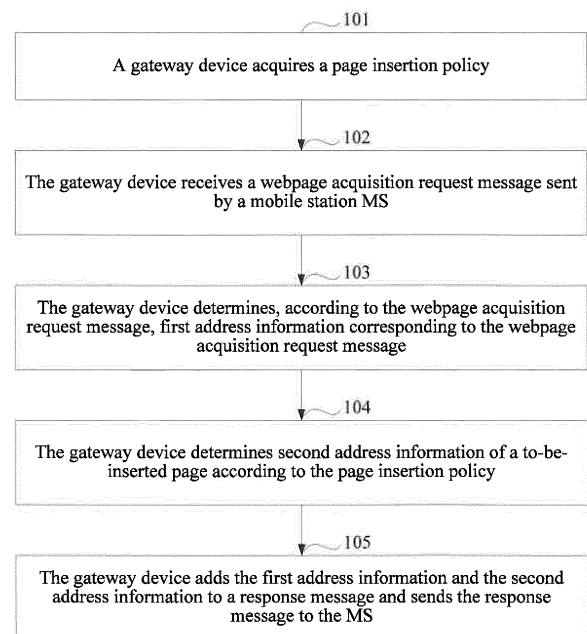 101
A gateway device acquires a page insertion policy
102
The gateway device receives a webpage acquisition request message sent
by a mobile station MS
103
The gateway device determines, according to the webpage acquisition
request message, first address information corresponding to the webpage
acquisition request message
104
The gateway device determines second address information of a to-be-
inserted page according to the page insertion policy
105
The gateway device adds the first address information and the second
address information to a response message and sends the response
message to the MS